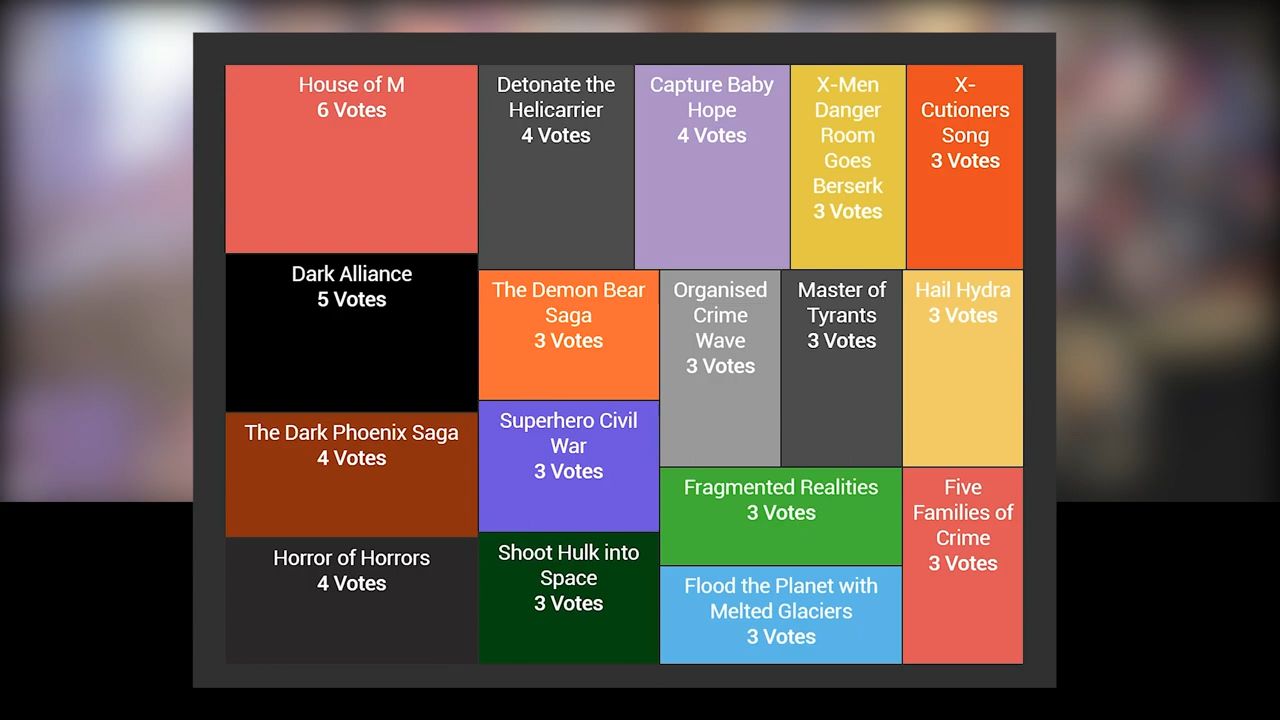 House of M
6 Votes
Detonate the
Helicarrier
4 Votes
Capture Baby
Hope
4 Votes
X-Men
Danger
Room
Goes
Berserk
3 Votes
X-
Cutioners
Song
3 Votes
Dark Alliance
5 Votes
The Demon Bear
Saga
3 Votes
Organised
Crime
Wave
3 Votes
Master of
Tyrants
3 Votes
Hail Hydra
3 Votes
The Dark Phoenix Saga
4 Votes
Superhero Civil
War
3 Votes
Fragmented Realities
3 Votes
Five
Families of
Crime
3 Votes
Horror of Horrors
4 Votes
Shoot Hulk into
Space
3 Votes
Flood the Planet with
Melted Glaciers
3 Votes